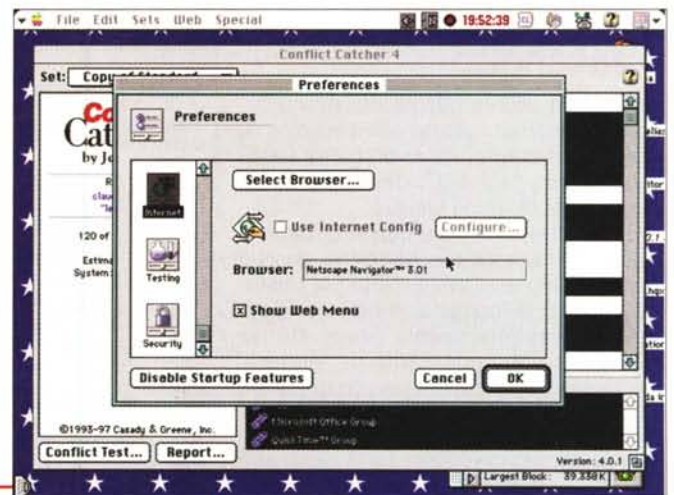 File Edit Sets Web Special 19:52:39
Conflict Catcher 4
Set:
Preferences
Preferences
Internet
Testing
Security
Select Browser...
Use Internet Config Configure...
Browser: Netscape Navigator™ 3.01
Show Web Menu
Disable Startup Features Cancel OK
Cat
by
120 of
System:
Microsoft Office Group
QuickTime™ Group
©1993-97 Casady & Greene, Inc.
Conflict Test... Report...
Version: 4.0.1
Largest Block: 39.358K